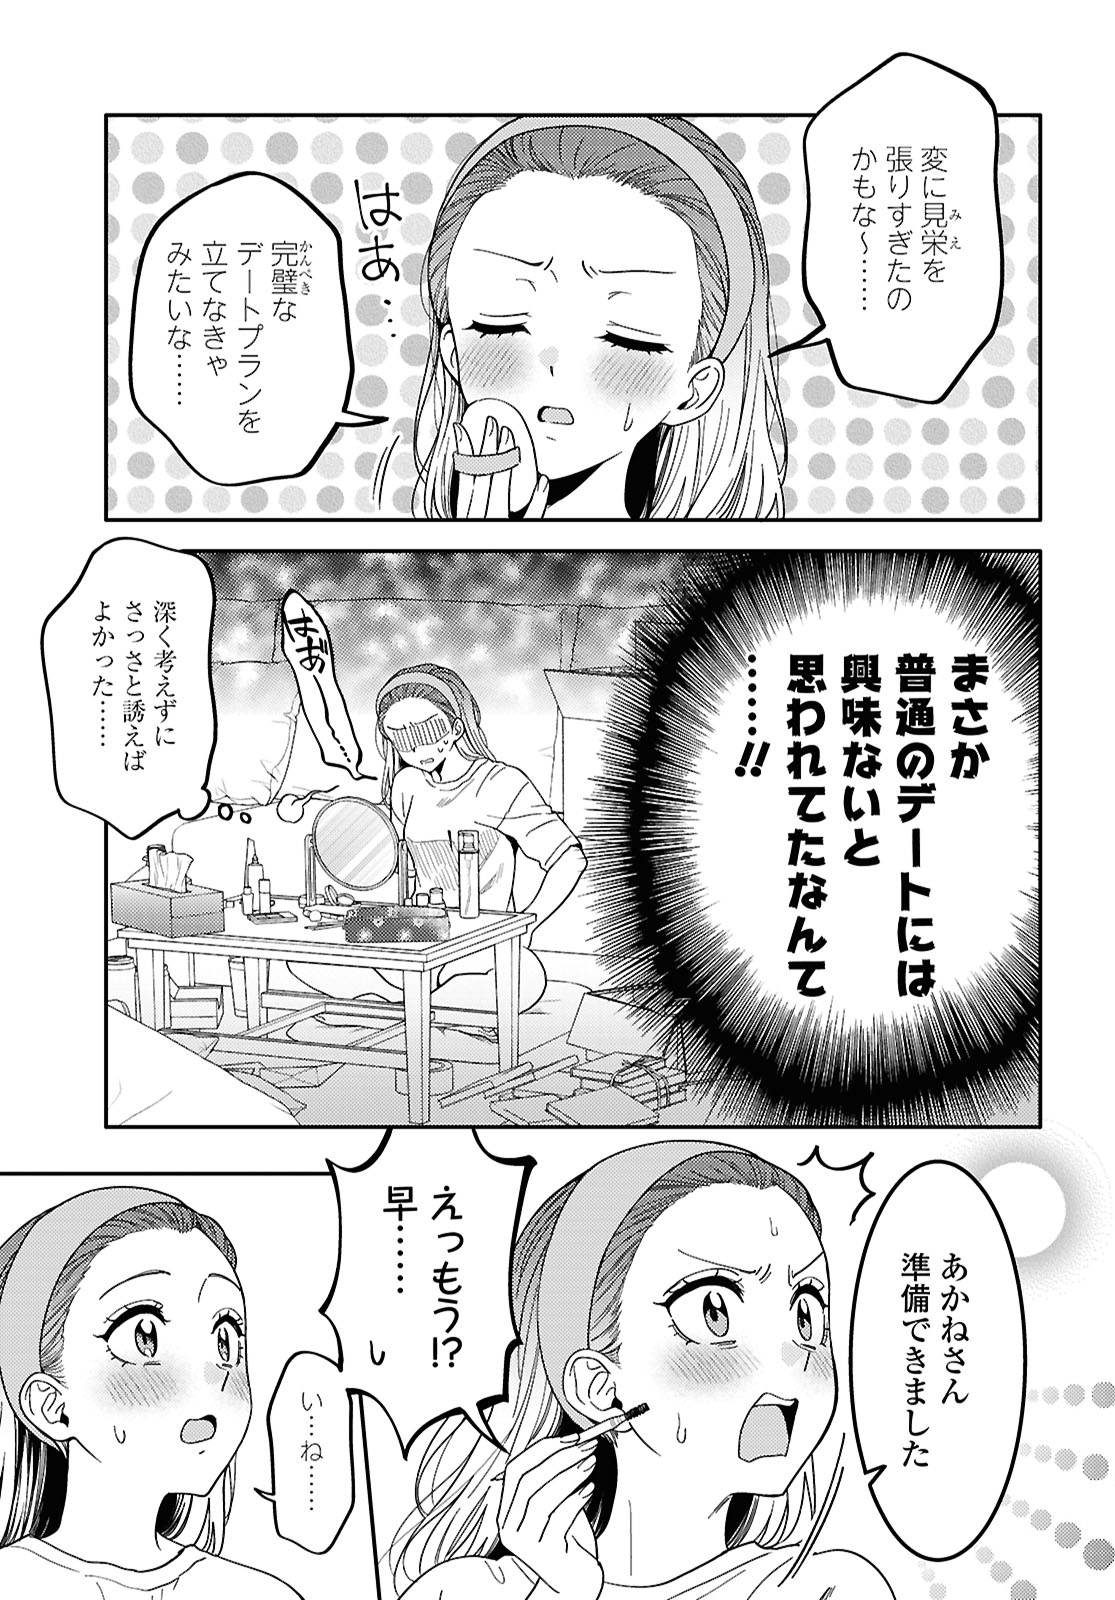 変に見栄を
張りすぎたの
かもな～……
はぁ…
完璧な
デートプランを
立てなきゃ
みたいな……
まさか
普通のデートには
興味ないと
思われてたなんて
……!!
はぁ…
深く考えずに
さっさと誘えば
よかった……
あかねさん
準備できました
えっもう!?
早……
い…ね……